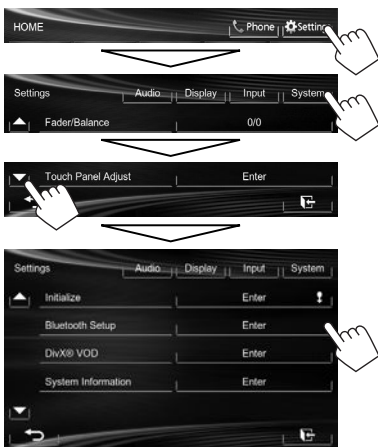 HOME Phone Settings
Settings Audio Display Input System
Fader/Balance 0/0
Touch Panel Adjust Enter
Settings Audio Display Input System
Initialize Enter
Bluetooth Setup Enter
DivX® VOD Enter
System Information Enter